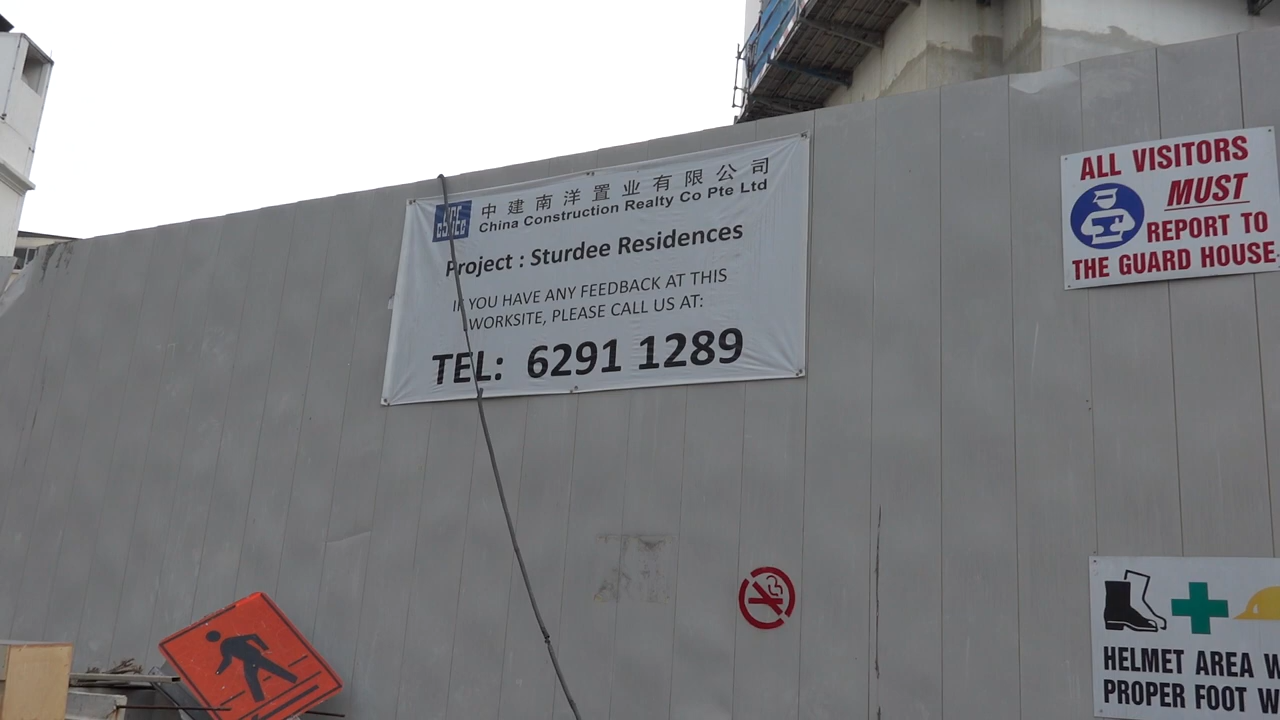 中建南洋置业有限公司
China Construction Realty Co Pte Ltd
Project : Sturdee Residences
IF YOU HAVE ANY FEEDBACK AT THIS
WORKSITE, PLEASE CALL US AT:
TEL: 6291 1289
ALL VISITORS
MUST
REPORT TO
THE GUARD HOUSE
HELMET AREA
PROPER FOOT